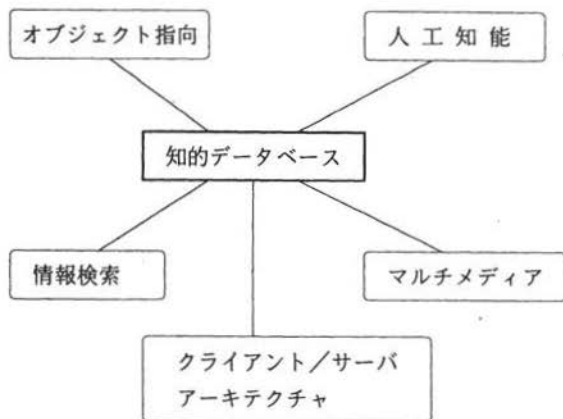 オブジェクト指向
人工知能
知的データベース
情報検索
マルチメディア
クライアント/サーバ
アーキテクチャ